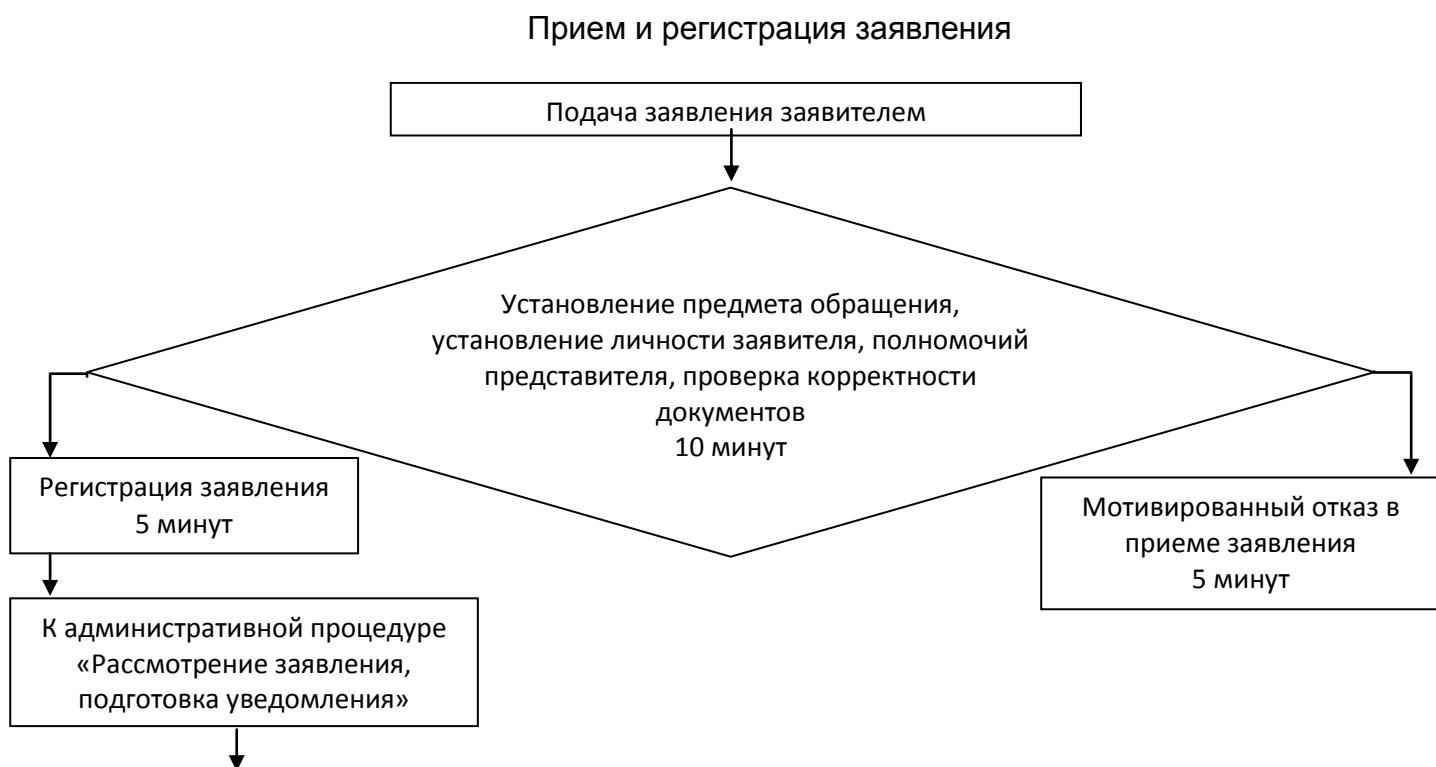 Прием и регистрация заявления
Подача заявления заявителем
Установление предмета обращения,
установление личности заявителя, полномочий
представителя, проверка корректности
документов
10 минут
Регистрация заявления
5 минут
Мотивированный отказ в
приеме заявления
5 минут
К административной процедуре
«Рассмотрение заявления,
подготовка уведомления»